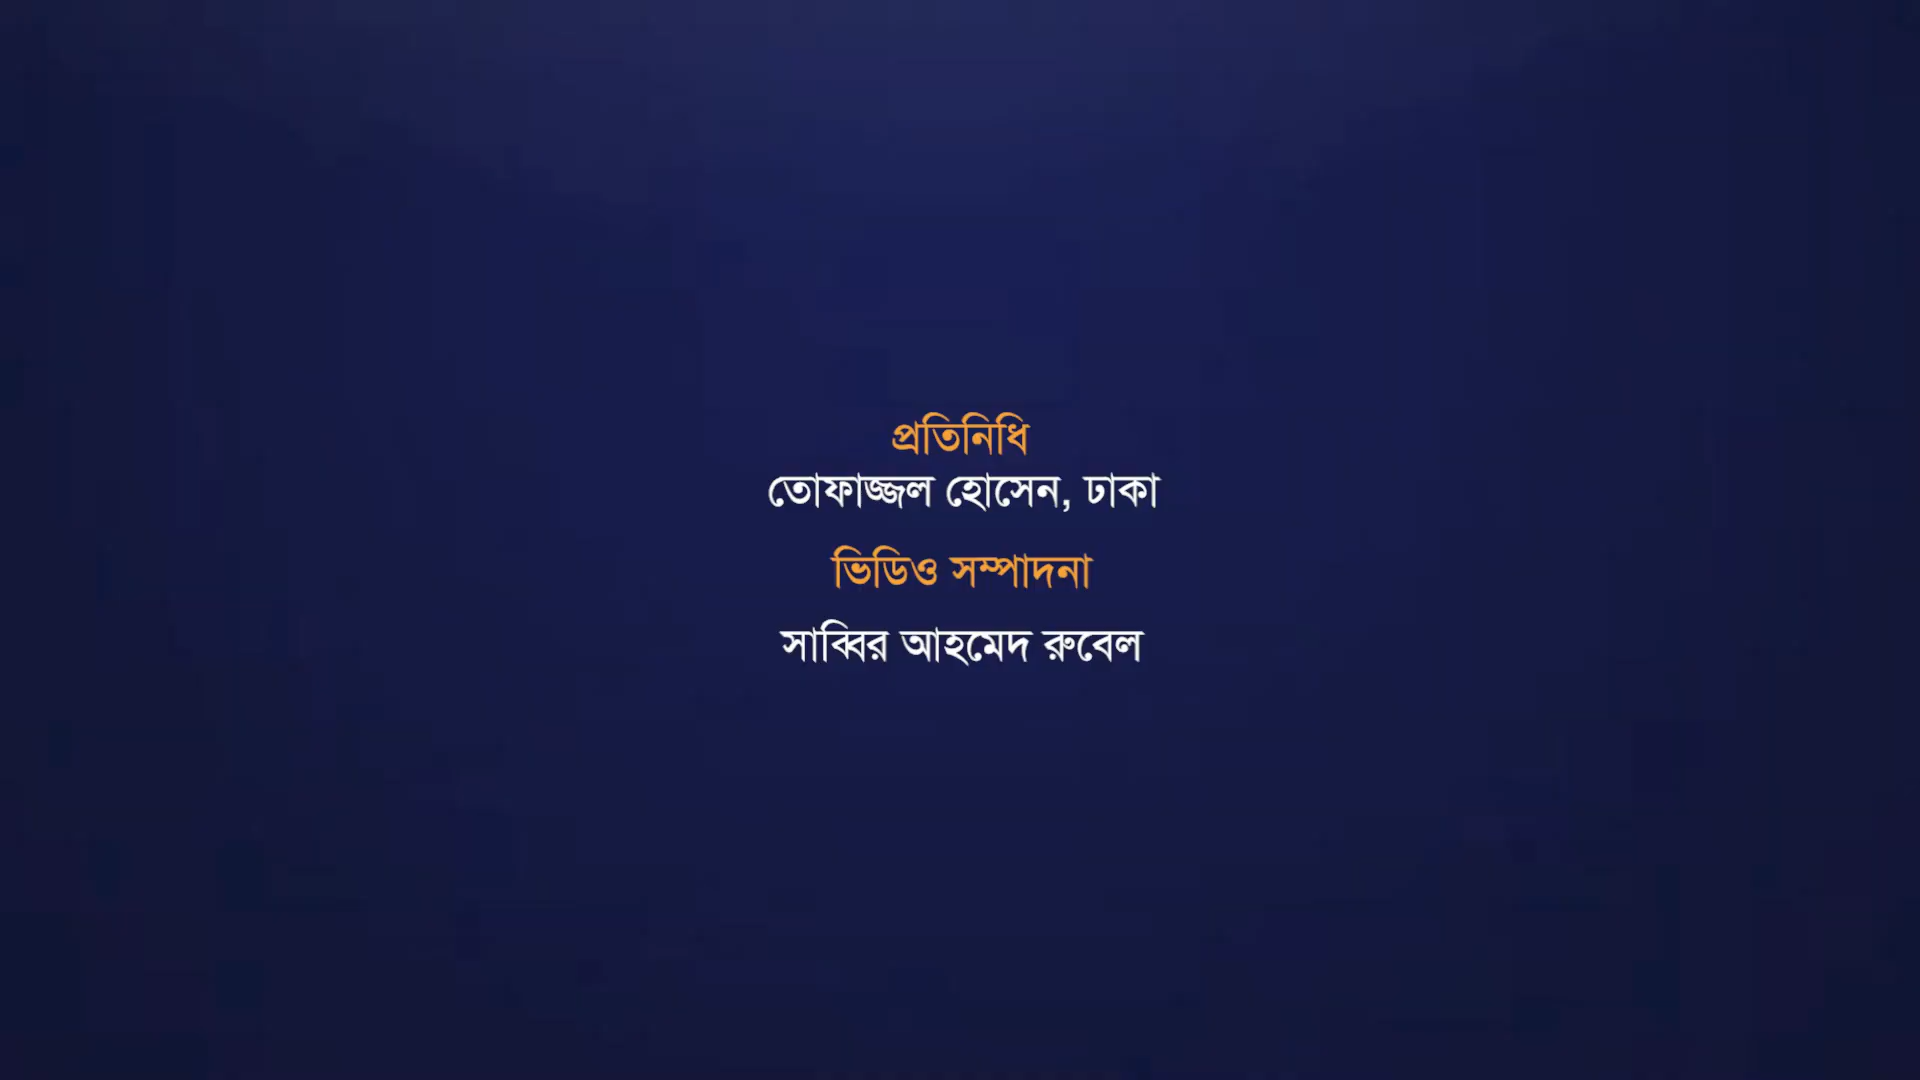 প্রতিনিধি
তোফাজ্জল হোসেন, ঢাকা
ভিডিও সম্পাদনা
সাব্বির আহমেদ রুবেল